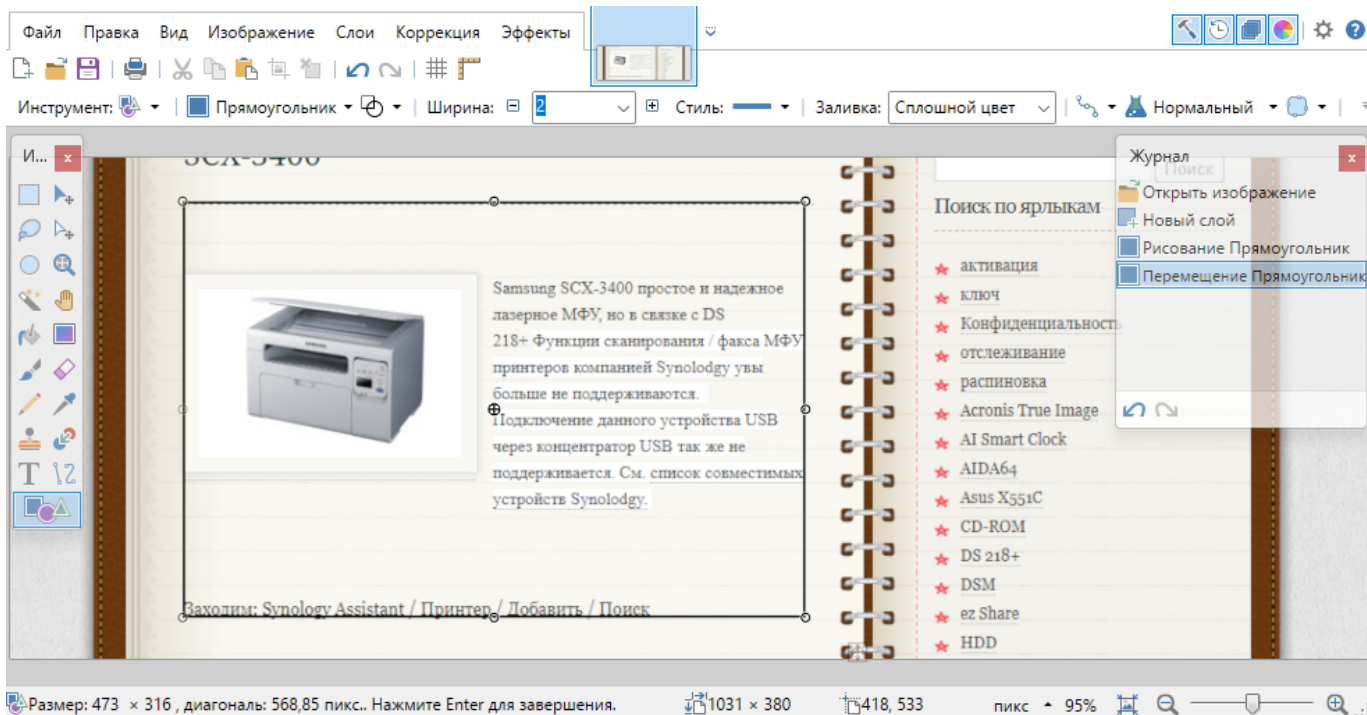 Файл Правка Вид Изображение Слои Коррекция Эффекты
Инструмент: Прямоугольник Ширина: 2 Стиль: Заливка: Сплошной цвет Нормальный
И...
Журнал
Открыть изображение
Новый слой
Рисование Прямоугольник
Перемещение Прямоугольник
SCX-3400
Samsung SCX-3400 простое и надежное
лазерное МФУ, но в связке с DS
218+ Функции сканирования / факса МФУ
принтеров компанией Synolodgy увы
больше не поддерживаются.
Подключение данного устройства USB
через концентратор USB так же не
поддерживается. См. список совместимых
устройств Synolodgy.
Заходим: Synology Assistant / Принтер / Добавить / Поиск
Поиск
Поиск по ярлыкам
активация
ключ
Конфиденциальность
отслеживание
распиновка
Acronis True Image
AI Smart Clock
AIDA64
Asus X551C
CD-ROM
DS 218+
DSM
ez Share
HDD
Размер: 473 × 316 , диагональ: 568,85 пикс.. Нажмите Enter для завершения. 1031 × 380 418, 533 пикс 95%